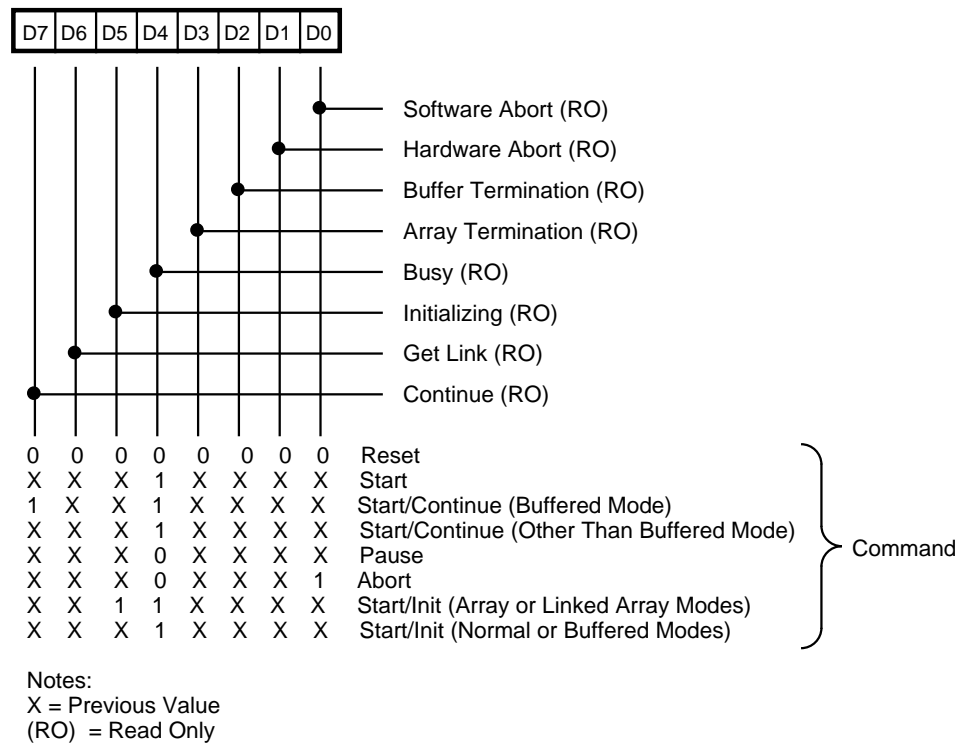 D7 D6 D5 D4 D3 D2 D1 D0
Software Abort (RO)
Hardware Abort (RO)
Buffer Termination (RO)
Array Termination (RO)
Busy (RO)
Initializing (RO)
Get Link (RO)
Continue (RO)
0 0 0 0 0 0 0 0 Reset
X X X 1 X X X X Start
1 X X 1 X X X X Start/Continue (Buffered Mode)
X X X 1 X X X X Start/Continue (Other Than Buffered Mode)
X X X 0 X X X X Pause
X X X 0 X X X 1 Abort
X X 1 1 X X X X Start/Init (Array or Linked Array Modes)
X X X 1 X X X X Start/Init (Normal or Buffered Modes)
Command
Notes:
X = Previous Value
(RO) = Read Only